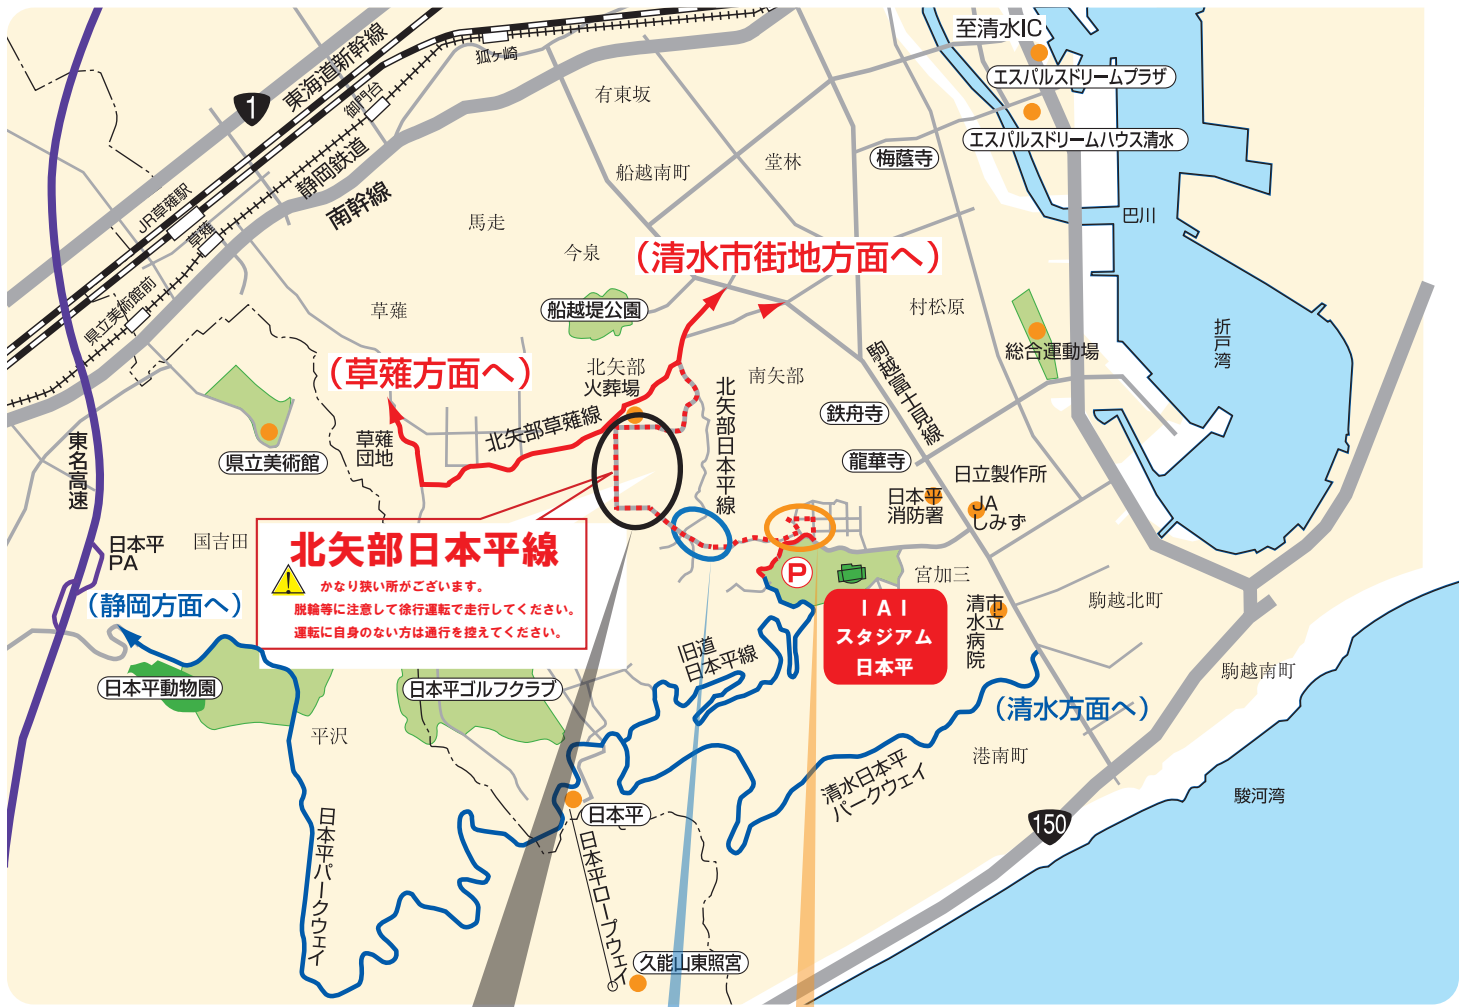 至清水IC
エスパルスドリームプラザ
エスパルスドリームハウス清水
東海道新幹線
1
狐ヶ崎
御門台
有東坂
静岡鉄道
南幹線
船越南町
堂林
梅蔭寺
JR草薙駅
草薙
馬走
今泉
巴川
(清水市街地方面へ)
県立美術館前
草薙
船越堤公園
村松原
折戸湾
総合運動場
(草薙方面へ)
北矢部
火葬場
南矢部
駒越富士見線
北矢部日本平線
北矢部草薙線
鉄舟寺
龍華寺
草薙
団地
県立美術館
東名高速
日立製作所
日本平
消防署
JA
しみず
国吉田
日本平
PA
北矢部日本平線
かなり狭い所がございます。
脱輪等に注意して徐行運転で走行してください。
運転に自身のない方は通行を控えてください。
P
宮加三
IAI
スタジアム
日本平
清水市立病院
駒越北町
駒越南町
(静岡方面へ)
旧道
日本平線
日本平動物園
日本平ゴルフクラブ
平沢
(清水方面へ)
港南町
清水日本平
パークウェイ
駿河湾
日本平
150
日本平パークウェイ
日本平ロープウェイ
久能山東照宮